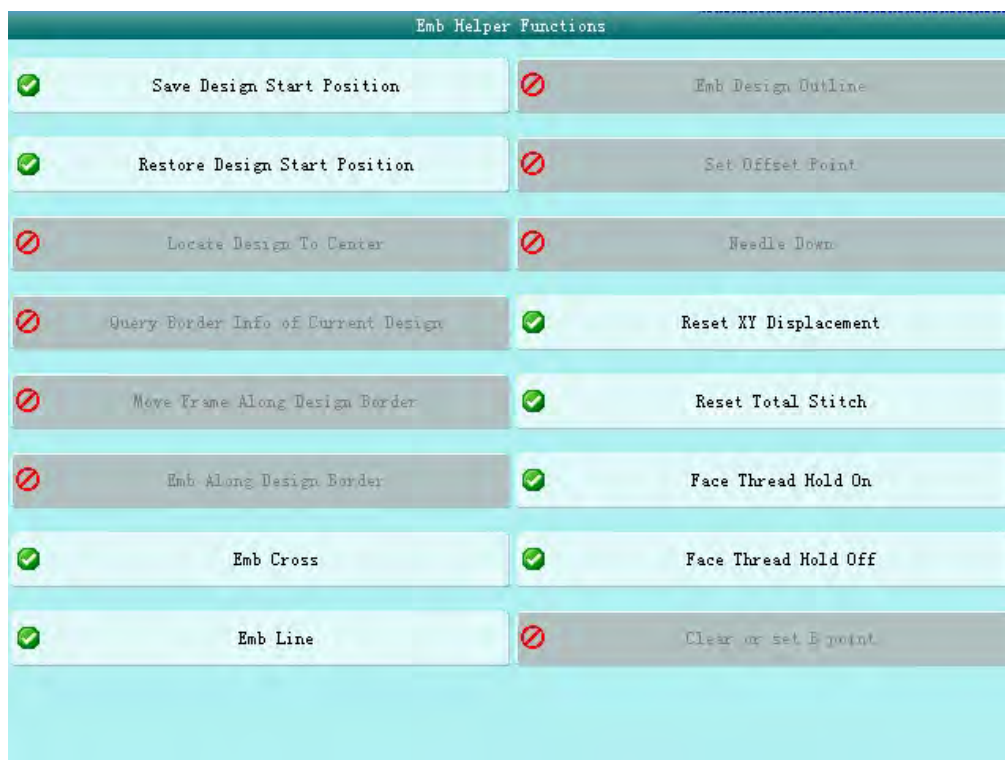 Emb Helper Functions
Save Design Start Position
Emb Design Outline
Restore Design Start Position
Set Offset Point
Locate Design To Center
Needle Down
Query Border Info of Current Design
Reset XY Displacement
Move Frame Along Design Border
Reset Total Stitch
Emb Along Design Border
Face Thread Hold On
Emb Cross
Face Thread Hold Off
Emb Line
Clear or set B point